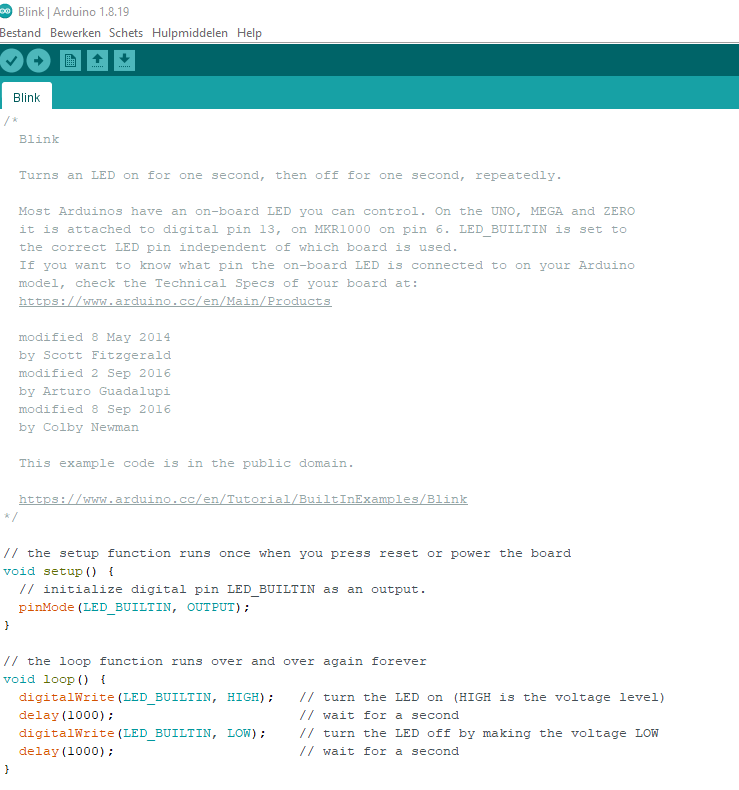 Blink | Arduino 1.8.19
Bestand Bewerken Schets Hulpmiddelen Help
Blink
/*
  Blink

  Turns an LED on for one second, then off for one second, repeatedly.

  Most Arduinos have an on-board LED you can control. On the UNO, MEGA and ZERO
  it is attached to digital pin 13, on MKR1000 on pin 6. LED_BUILTIN is set to
  the correct LED pin independent of which board is used.
  If you want to know what pin the on-board LED is connected to on your Arduino
  model, check the Technical Specs of your board at:
  https://www.arduino.cc/en/Main/Products

  modified 8 May 2014
  by Scott Fitzgerald
  modified 2 Sep 2016
  by Arturo Guadalupi
  modified 8 Sep 2016
  by Colby Newman

  This example code is in the public domain.

  https://www.arduino.cc/en/Tutorial/BuiltInExamples/Blink
*/

// the setup function runs once when you press reset or power the board
void setup() {
  // initialize digital pin LED_BUILTIN as an output.
  pinMode(LED_BUILTIN, OUTPUT);
}

// the loop function runs over and over again forever
void loop() {
  digitalWrite(LED_BUILTIN, HIGH);   // turn the LED on (HIGH is the voltage level)
  delay(1000);                       // wait for a second
  digitalWrite(LED_BUILTIN, LOW);    // turn the LED off by making the voltage LOW
  delay(1000);                       // wait for a second
}